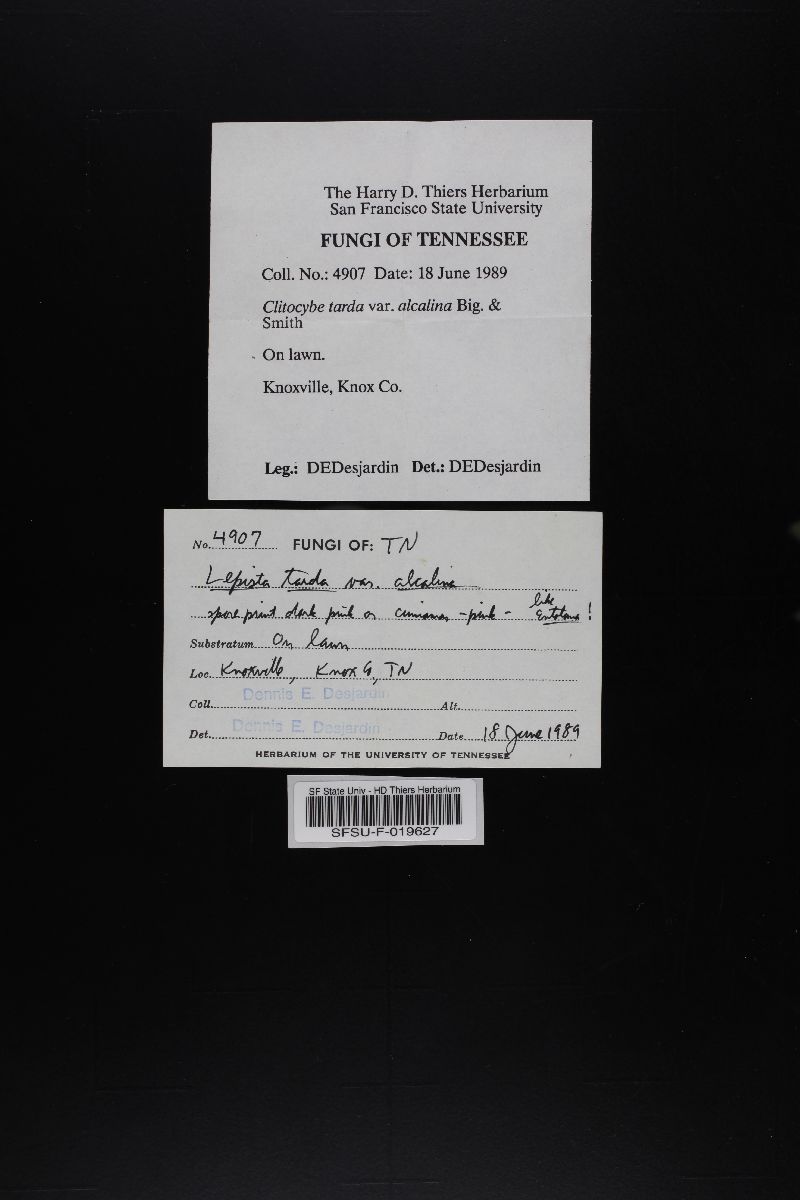 The Harry D. Thiers Herbarium
San Francisco State University
FUNGI OF TENNESSEE
Coll. No.: 4907 Date: 18 June 1989
Clitocybe tarda var. alcalina Big. &
Smith
On lawn.
Knoxville, Knox Co.
Leg.: DEDesjardin Det.: DEDesjardin
No. 4907 FUNGI OF: TN
Lepista tarda var. alcalina
spore print dark pink or cinnamon-pink - like Entoloma!
Substratum On lawn
Loc. Knoxville, Knox Co, TN
Coll. Dennis E. Desjardin Alt.
Det. Dennis E. Desjardin Date 18 June 1989
HERBARIUM OF THE UNIVERSITY OF TENNESSEE
SF State Univ - HD Thiers Herbarium
SFSU-F-019627